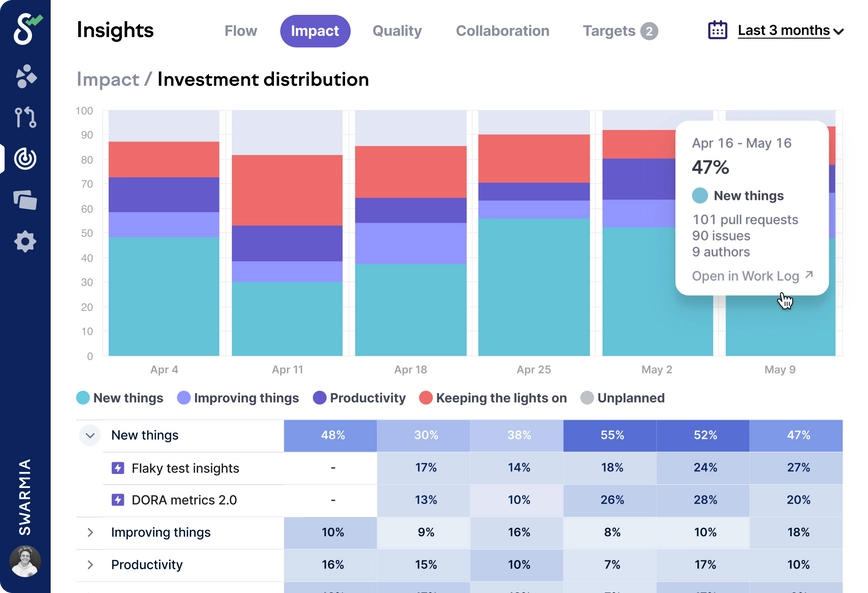 Insights
Flow
Impact
Quality
Collaboration
Targets 2
Last 3 months
Impact / Investment distribution
100
90
80
70
60
50
40
30
20
10
0
Apr 16 - May 16
47%
New things
101 pull requests
90 issues
9 authors
Open in Work Log
Apr 4
Apr 11
Apr 18
Apr 25
May 2
May 9
New things
Improving things
Productivity
Keeping the lights on
Unplanned
New things 48% 30% 38% 55% 52% 47%
Flaky test insights - 17% 14% 18% 24% 27%
DORA metrics 2.0 - 13% 10% 26% 28% 20%
Improving things 10% 9% 16% 8% 10% 18%
Productivity 16% 15% 10% 7% 17% 10%
SWARMIA